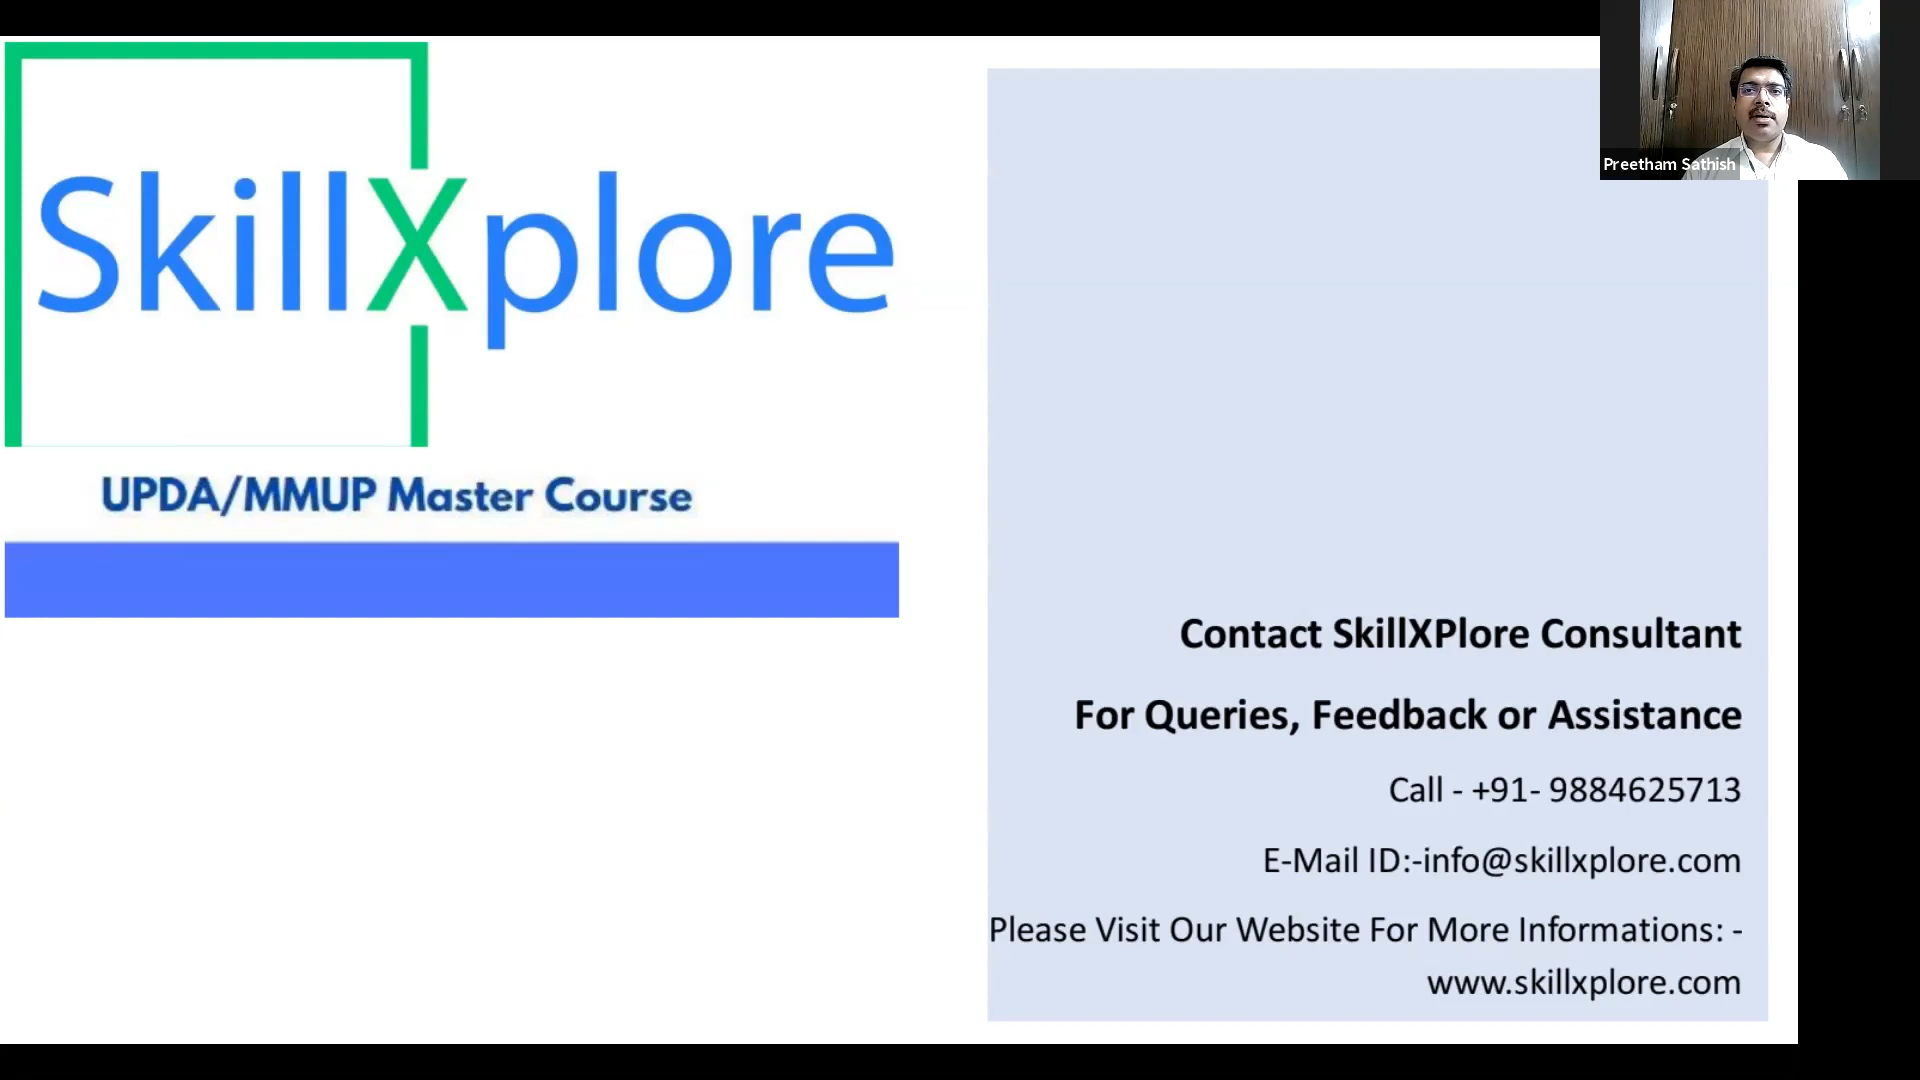 SkillXplore
UPDA/MMUP Master Course
Preetham Sathish
Contact SkillXPlore Consultant
For Queries, Feedback or Assistance
Call - +91- 9884625713
E-Mail ID:-info@skillxplore.com
Please Visit Our Website For More Informations: -
www.skillxplore.com